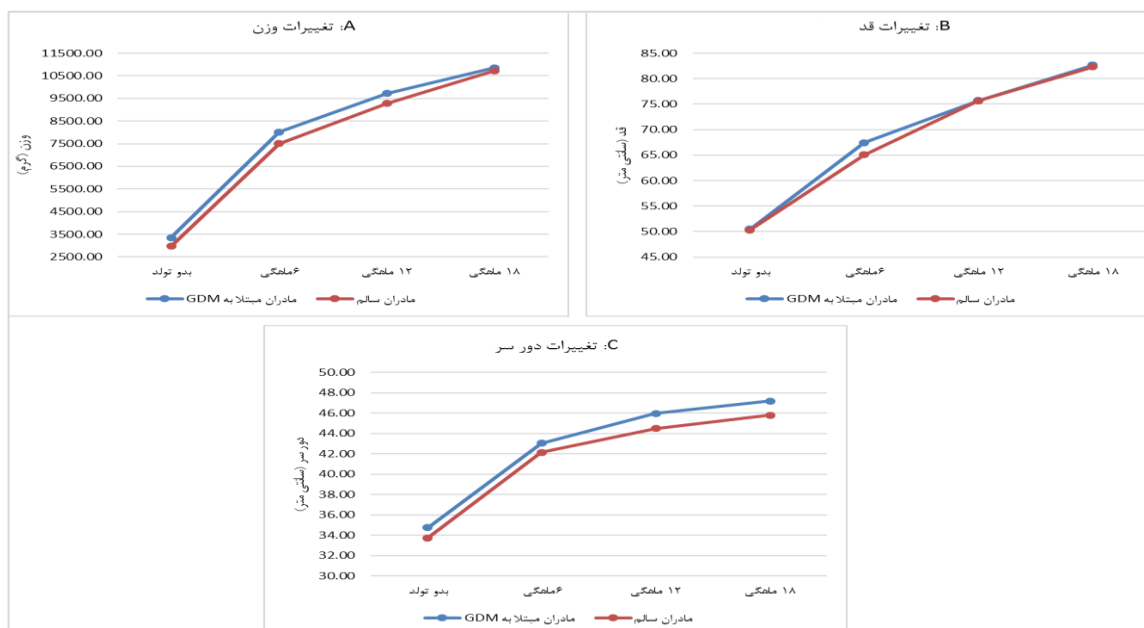 A: تغییرات وزن
11500.00
10500.00
9500.00
8500.00
7500.00
6500.00
5500.00
4500.00
3500.00
2500.00
وزن (گرم)
بدو تولد
۶ماهگی
۱۲ ماهگی
۱۸ ماهگی
مادران مبتلا به GDM
مادران سالم
B: تغییرات قد
85.00
80.00
75.00
70.00
65.00
60.00
55.00
50.00
45.00
قد (سانتی متر)
بدو تولد
۶ماهگی
۱۲ ماهگی
۱۸ ماهگی
مادران مبتلا به GDM
مادران سالم
C: تغییرات دور سر
50.00
48.00
46.00
44.00
42.00
40.00
38.00
36.00
34.00
32.00
30.00
دور سر (سانتی متر)
بدو تولد
۶ماهگی
۱۲ ماهگی
۱۸ ماهگی
مادران مبتلا به GDM
مادران سالم